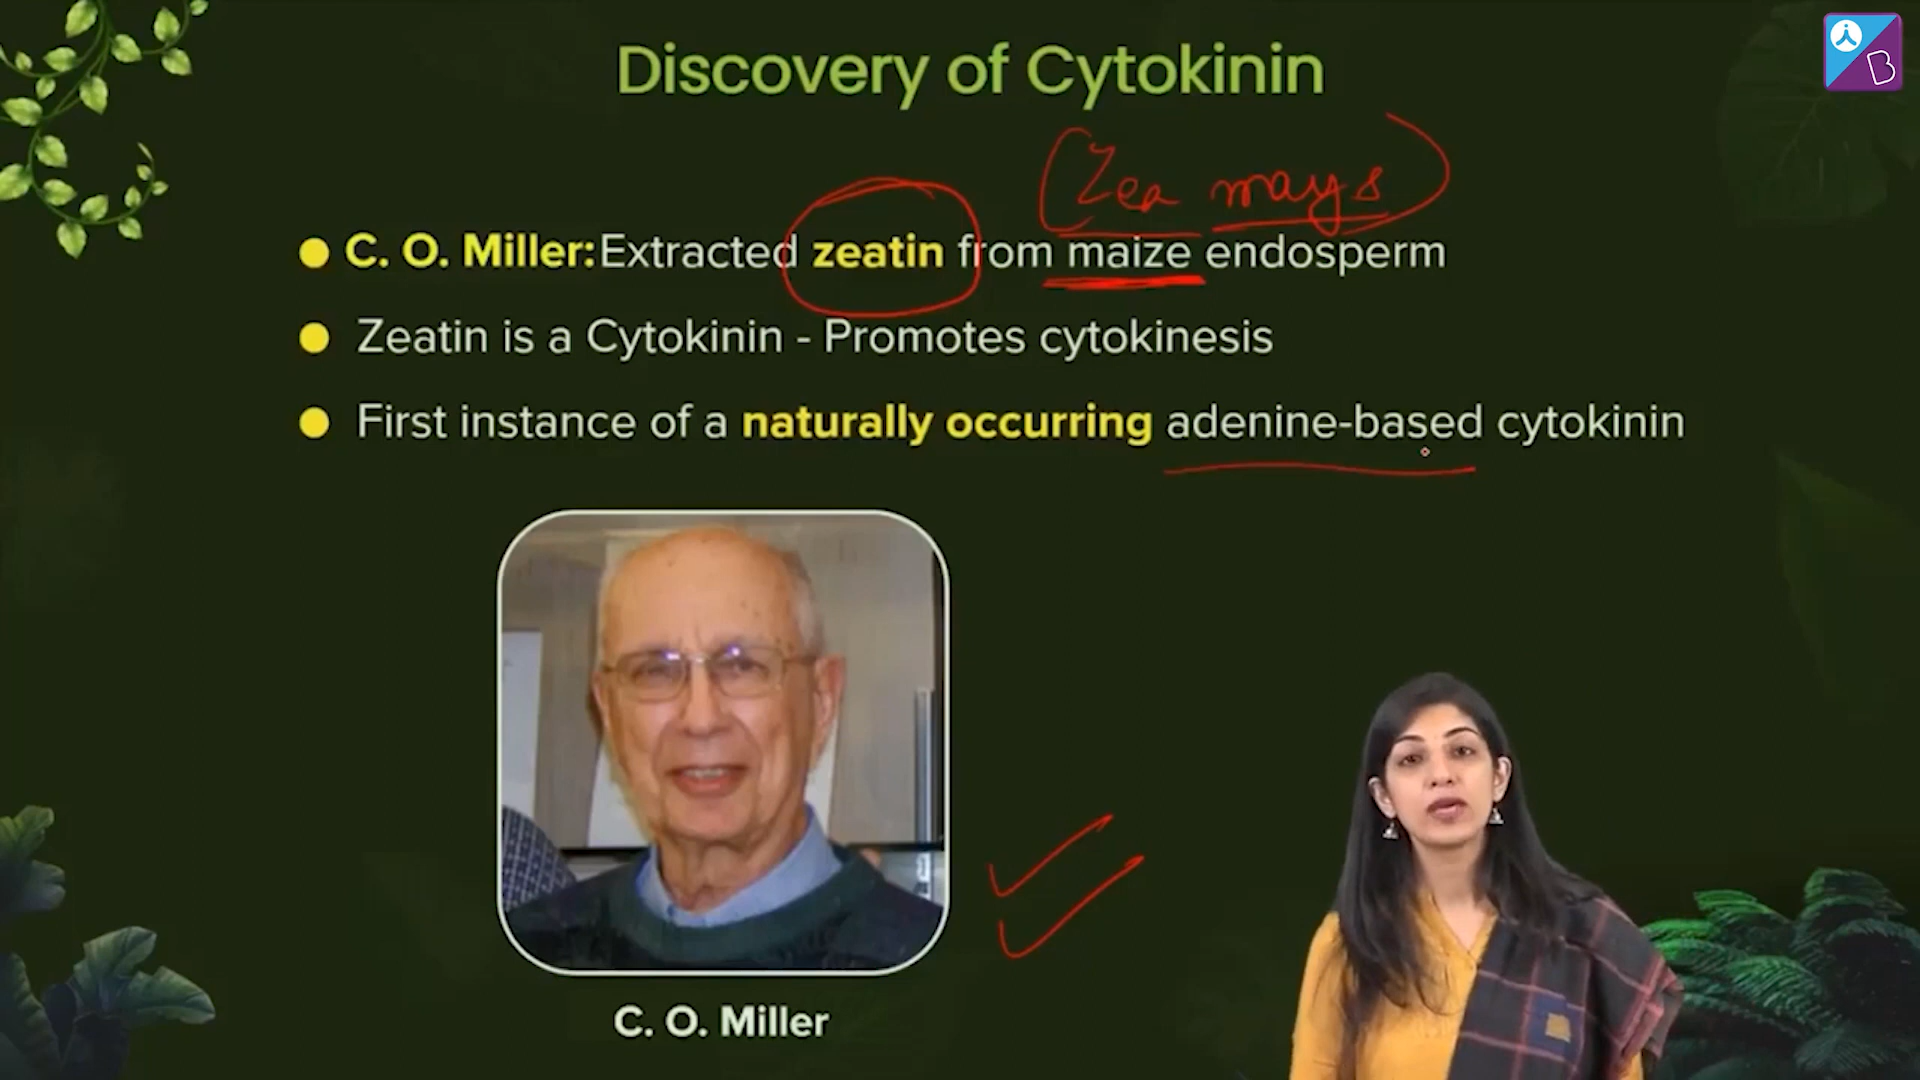 Discovery of Cytokinin
(Zea mays)
C. O. Miller: Extracted zeatin from maize endosperm
Zeatin is a Cytokinin - Promotes cytokinesis
First instance of a naturally occurring adenine-based cytokinin
C. O. Miller
B